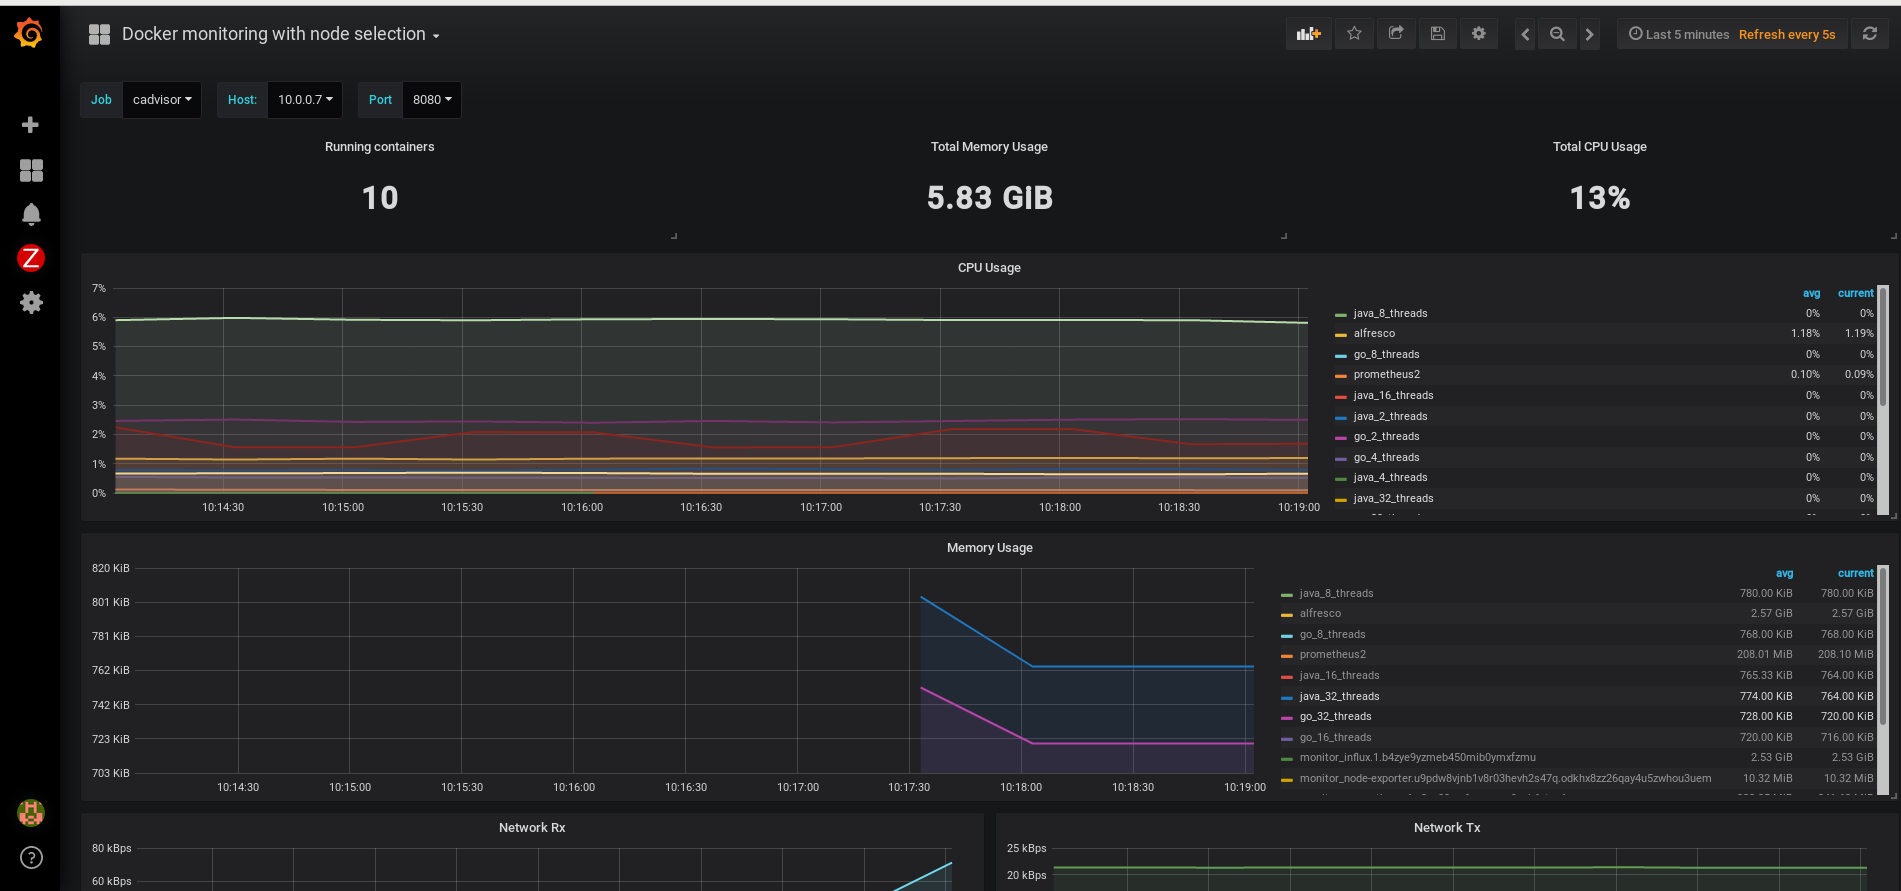 Docker monitoring with node selection
Last 5 minutes Refresh every 5s
Job cadvisor Host: 10.0.0.7 Port 8080
Z
Running containers
10
Total Memory Usage
5.83 GiB
Total CPU Usage
13%
CPU Usage
7%
6%
5%
4%
3%
2%
1%
0%
10:14:30 10:15:00 10:15:30 10:16:00 10:16:30 10:17:00 10:17:30 10:18:00 10:18:30 10:19:00
avg current
java_8_threads 0% 0%
alfresco 1.18% 1.19%
go_8_threads 0% 0%
prometheus2 0.10% 0.09%
java_16_threads 0% 0%
java_2_threads 0% 0%
go_2_threads 0% 0%
go_4_threads 0% 0%
java_4_threads 0% 0%
java_32_threads 0% 0%
Memory Usage
820 KiB
801 KiB
781 KiB
762 KiB
742 KiB
723 KiB
703 KiB
10:14:30 10:15:00 10:15:30 10:16:00 10:16:30 10:17:00 10:17:30 10:18:00 10:18:30 10:19:00
avg current
java_8_threads 780.00 KiB 780.00 KiB
alfresco 2.57 GiB 2.57 GiB
go_8_threads 768.00 KiB 768.00 KiB
prometheus2 208.01 MiB 208.10 MiB
java_16_threads 765.33 KiB 764.00 KiB
java_32_threads 774.00 KiB 764.00 KiB
go_32_threads 728.00 KiB 720.00 KiB
go_16_threads 720.00 KiB 716.00 KiB
monitor_influx.1.b4zye9yzmeb450mib0ymxfzmu 2.53 GiB 2.53 GiB
monitor_node-exporter.u9pdw8vjnb1v8r03hevh2s47q.odkhx8zz26qay4u5zwhou3uem 10.32 MiB 10.32 MiB
Network Rx
80 kBps
60 kBps
Network Tx
25 kBps
20 kBps
?